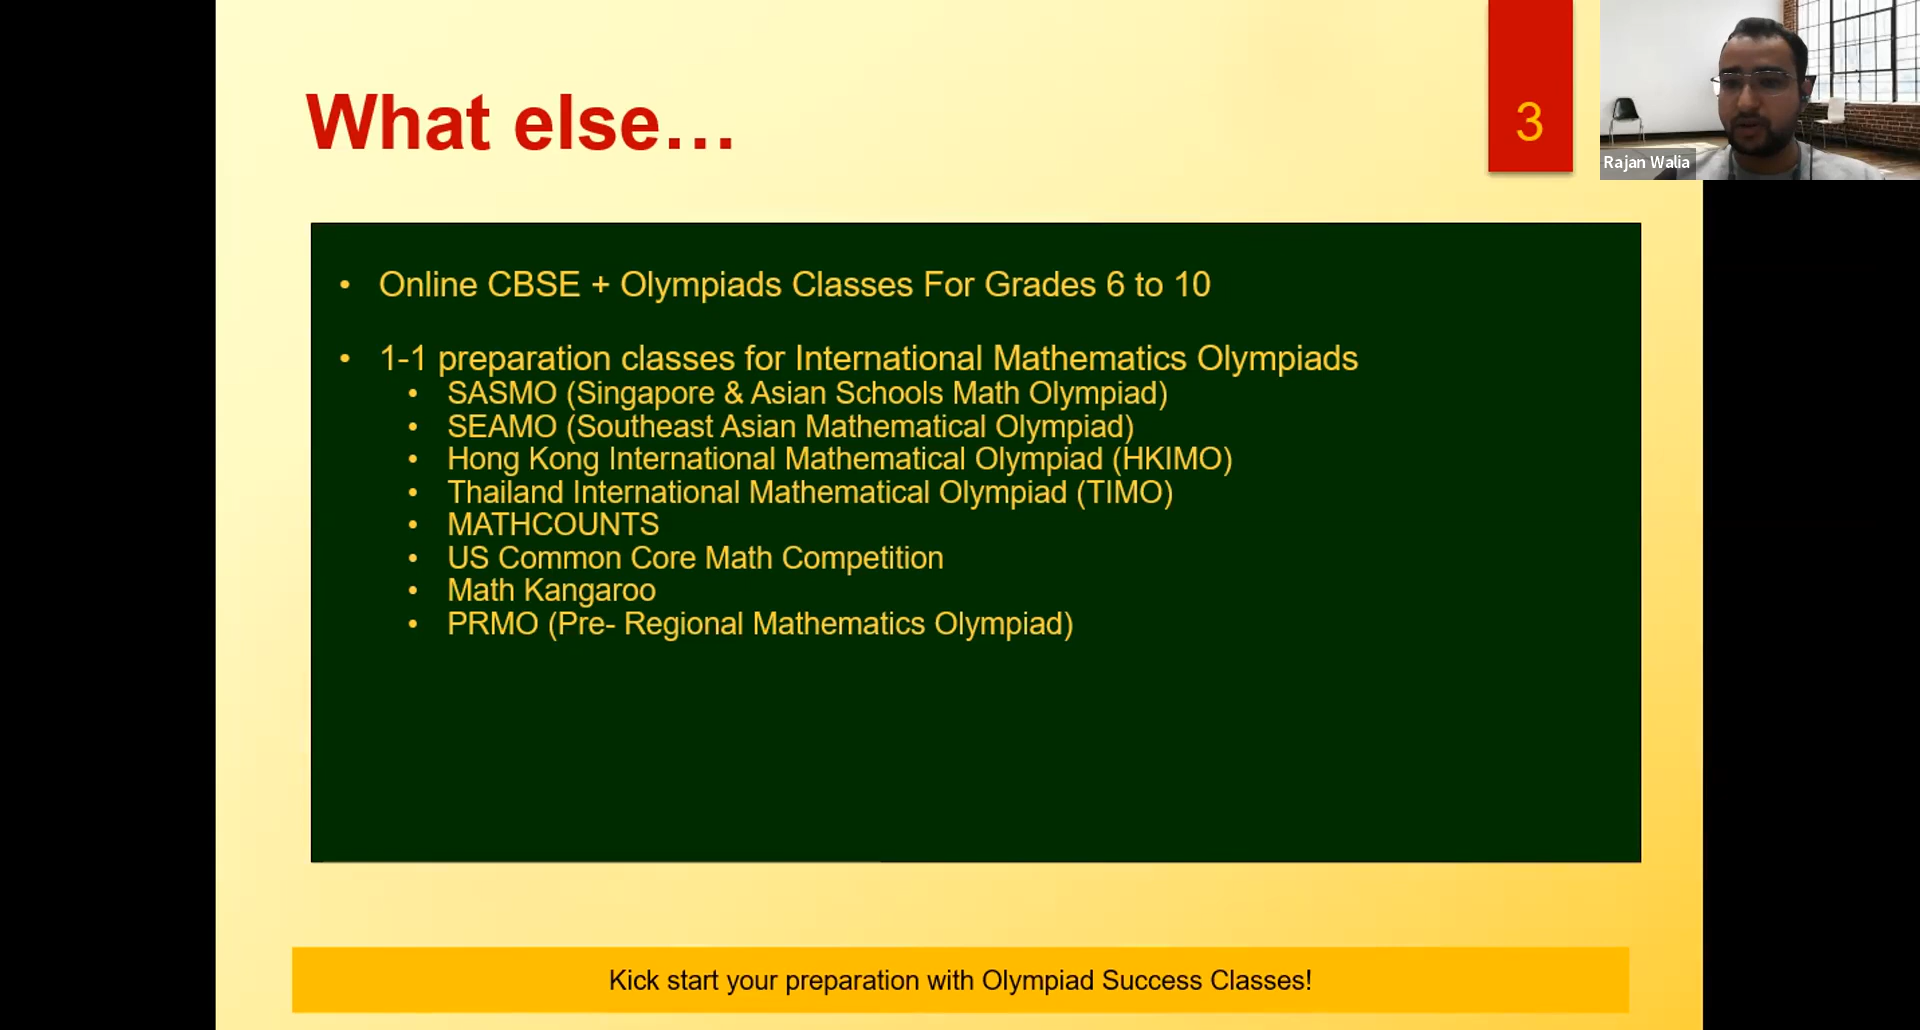 What else…
3
Rajan Walia
• Online CBSE + Olympiads Classes For Grades 6 to 10
• 1-1 preparation classes for International Mathematics Olympiads
• SASMO (Singapore & Asian Schools Math Olympiad)
• SEAMO (Southeast Asian Mathematical Olympiad)
• Hong Kong International Mathematical Olympiad (HKIMO)
• Thailand International Mathematical Olympiad (TIMO)
• MATHCOUNTS
• US Common Core Math Competition
• Math Kangaroo
• PRMO (Pre- Regional Mathematics Olympiad)
Kick start your preparation with Olympiad Success Classes!